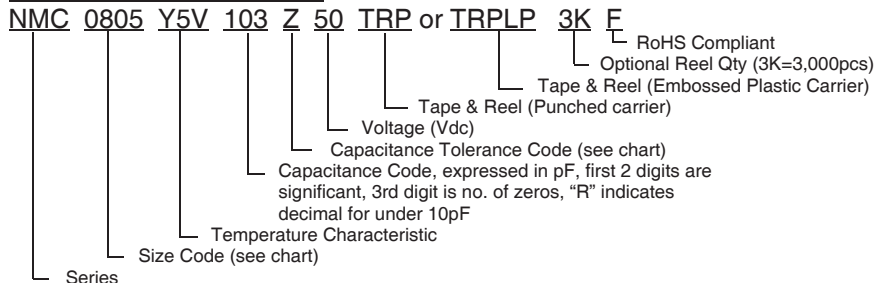 NMC 0805 Y5V 103 Z 50 TRP or TRPLP 3K F
RoHS Compliant
Optional Reel Qty (3K=3,000pcs)
Tape & Reel (Embossed Plastic Carrier)
Tape & Reel (Punched carrier)
Voltage (Vdc)
Capacitance Tolerance Code (see chart)
Capacitance Code, expressed in pF, first 2 digits are
significant, 3rd digit is no. of zeros, “R” indicates
decimal for under 10pF
Temperature Characteristic
Size Code (see chart)
Series